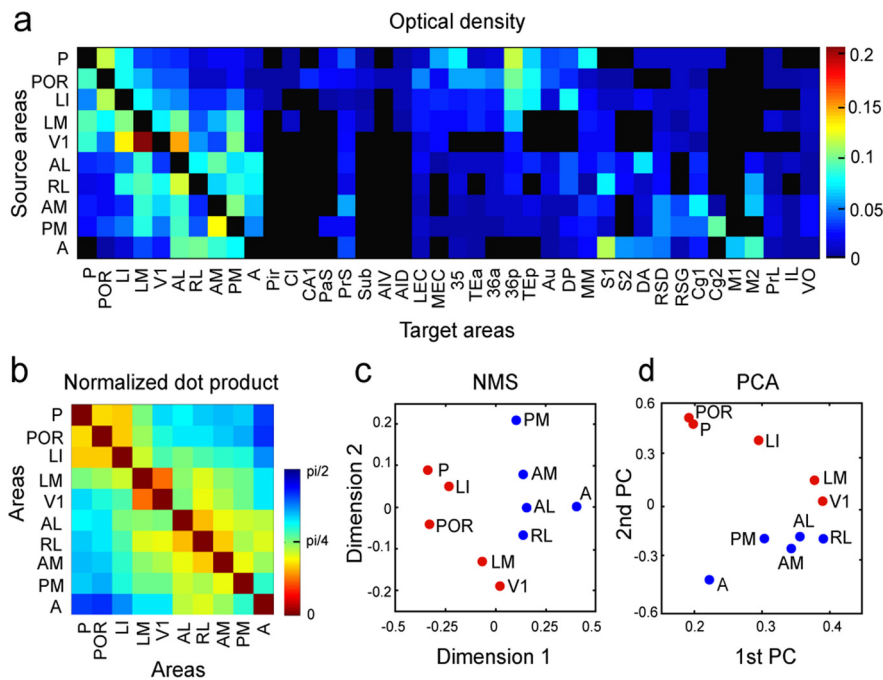 a
Optical density
Source areas
P
POR
LI
LM
V1
AL
RL
AM
PM
A
0.2
0.15
0.1
0.05
0
P POR LI LM V1 AL RL AM PM A Pir Cl CA1 PaS PrS Sub AIV AID LEC MEC 35 TEa 36a 36p TEp Au DP MM S1 S2 DA RSD RSG Cg1 Cg2 M1 M2 PrL IL VO
Target areas
b
Normalized dot product
Areas
P
POR
LI
LM
V1
AL
RL
AM
PM
A
pi/2
pi/4
0
P POR LI LM V1 AL RL AM PM A
Areas
c
NMS
Dimension 2
0.2
0.1
0
-0.1
-0.2
PM
P
LI
AM
POR
AL
A
RL
LM
V1
-0.5 -0.25 0 0.25 0.5
Dimension 1
d
PCA
2nd PC
0.6
0.3
0
-0.3
-0.6
POR
P
LI
LM
V1
PM
AL
RL
AM
A
0.2 0.3 0.4
1st PC